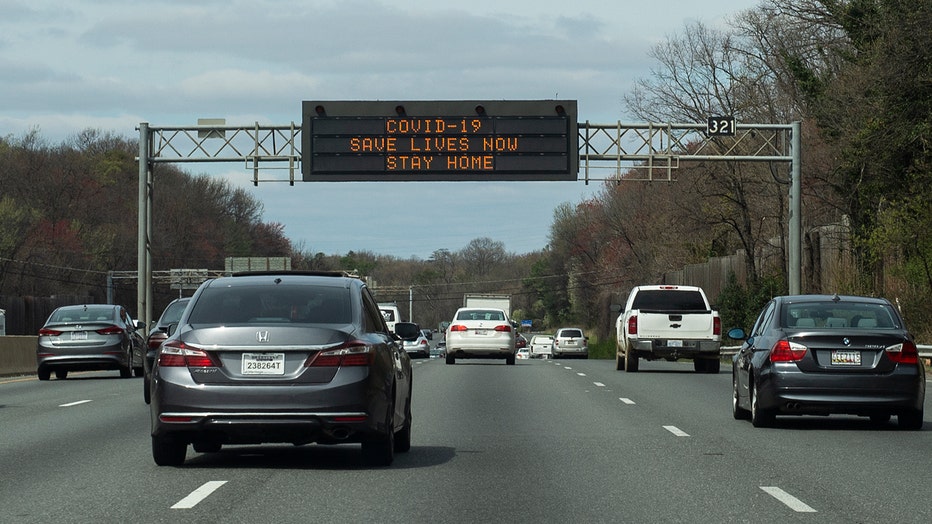 COVID-19
SAVE LIVES NOW
STAY HOME
321
238264T